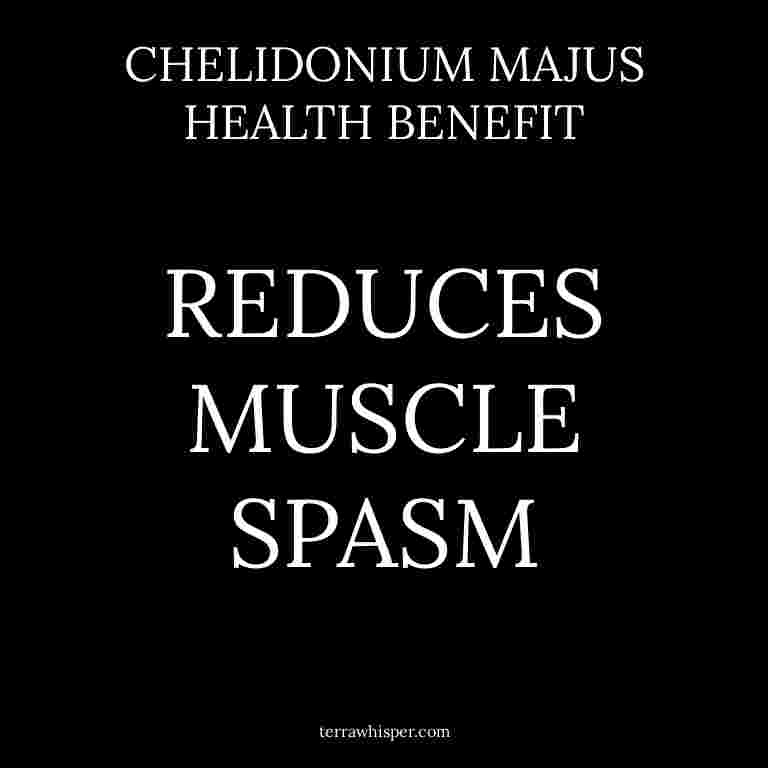 CHELIDONIUM MAJUS
HEALTH BENEFIT
REDUCES
MUSCLE
SPASM
terrawhisper.com